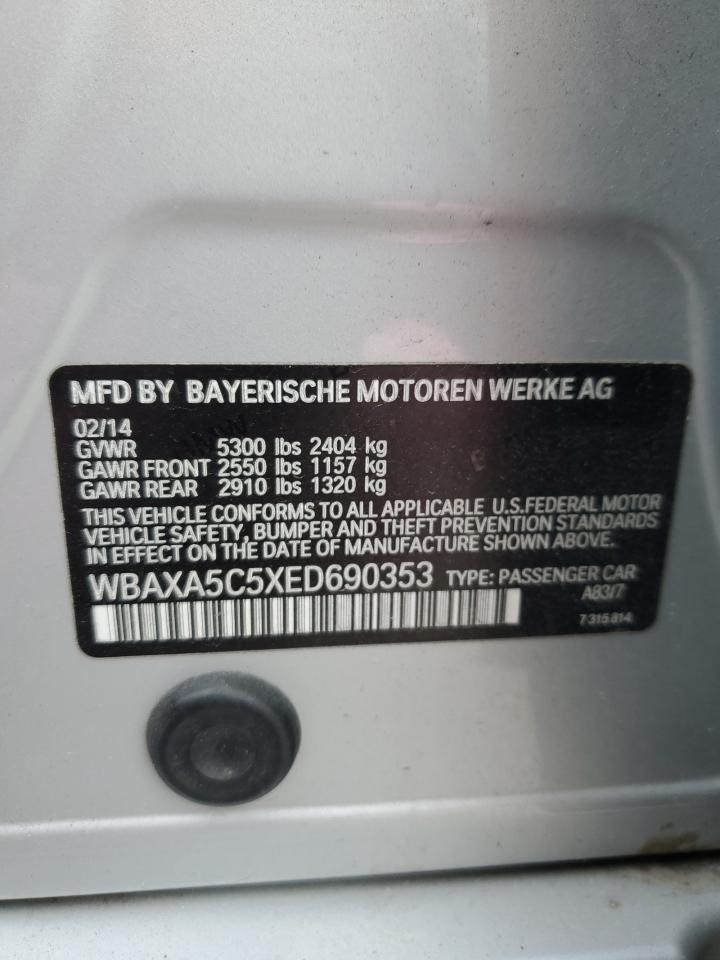 MFD BY BAYERISCHE MOTOREN WERKE AG
02/14
GVWR 5300 lbs 2404 kg
GAWR FRONT 2550 lbs 1157 kg
GAWR REAR 2910 lbs 1320 kg
THIS VEHICLE CONFORMS TO ALL APPLICABLE U.S.FEDERAL MOTOR
VEHICLE SAFETY, BUMPER AND THEFT PREVENTION STANDARDS
IN EFFECT ON THE DATE OF MANUFACTURE SHOWN ABOVE.
WBAXA5C5XED690353 TYPE: PASSENGER CAR
A83/7
7315814